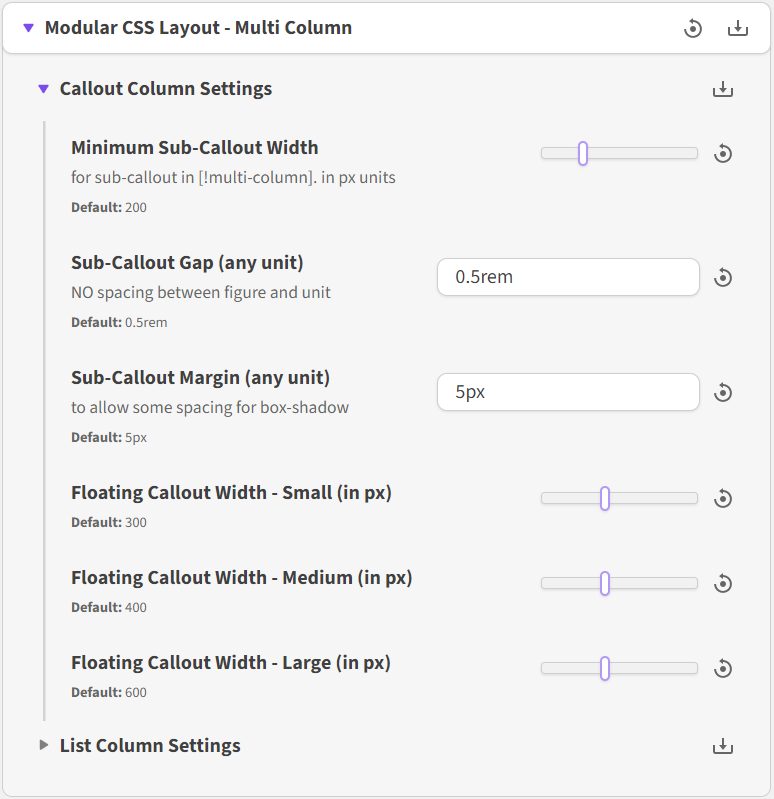 Modular CSS Layout - Multi Column
Callout Column Settings
Minimum Sub-Callout Width
for sub-callout in [!multi-column]. in px units
Default: 200
Sub-Callout Gap (any unit)
0.5rem
NO spacing between figure and unit
Default: 0.5rem
Sub-Callout Margin (any unit)
5px
to allow some spacing for box-shadow
Default: 5px
Floating Callout Width - Small (in px)
Default: 300
Floating Callout Width - Medium (in px)
Default: 400
Floating Callout Width - Large (in px)
Default: 600
List Column Settings